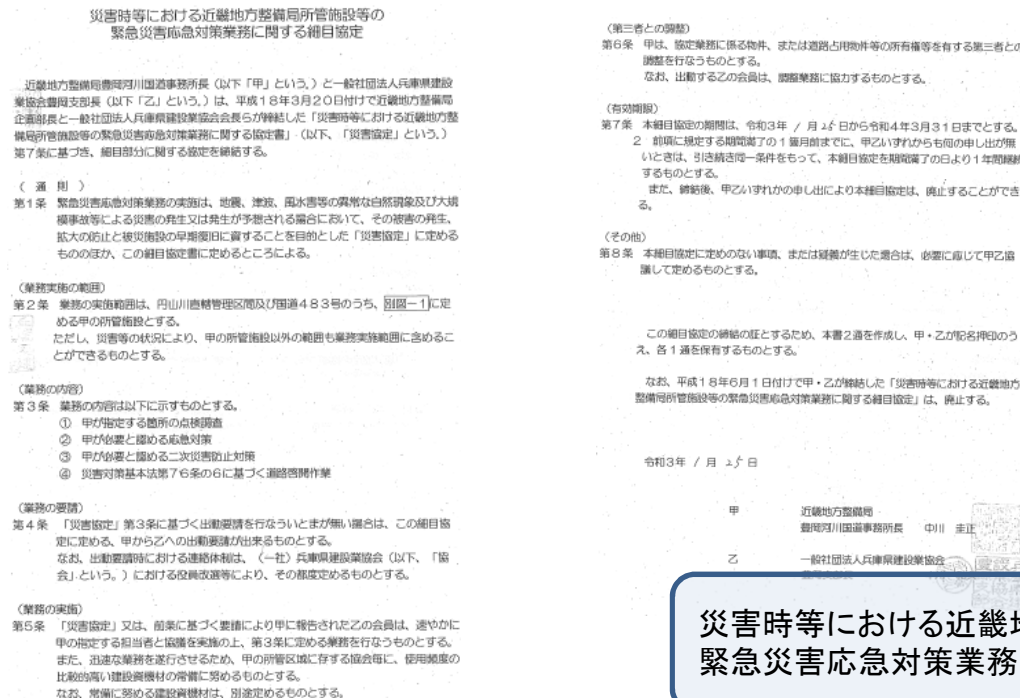 災害時等における近畿地方整備局所管施設等の
緊急災害応急対策業務に関する細目協定
近畿地方整備局豊岡河川国道事務所長（以下「甲」という。）と一般社団法人兵庫県建設
業協会豊岡支部長（以下「乙」という。）は、平成18年3月20日付けで近畿地方整備局
企画部長と一般社団法人兵庫県建設業協会会長らが締結した「災害時等における近畿地方整
備局所管施設等の緊急災害応急対策業務に関する協定書」（以下、「災害協定」という。）
第7条に基づき、細目部分に関する協定を締結する。
（　通　則　）
第1条　緊急災害応急対策業務の実施は、地震、津波、風水害等の異常な自然現象及び大規
模事故等による災害の発生又は発生が予想される場合において、その被害の発生、
拡大の防止と被災施設の早期復旧に資することを目的とした「災害協定」に定める
もののほか、この細目協定書に定めるところによる。
（業務実施の範囲）
第2条　業務の実施範囲は、円山川直轄管理区間及び国道483号のうち、別図－1に定
める甲の所管施設とする。
ただし、災害等の状況により、甲の所管施設以外の範囲も業務実施範囲に含めるこ
とができるものとする。
（業務の内容）
第3条　業務の内容は以下に示すものとする。
①　甲が指定する箇所の点検調査
②　甲が必要と認める応急対策
③　甲が必要と認める二次災害防止対策
④　災害対策基本法第76条の6に基づく道路啓開作業
（業務の要請）
第4条　「災害協定」第3条に基づく出動要請を行なういとまが無い場合は、この細目協
定に定める、甲から乙への出動要請が出来るものとする。
なお、出動要請時における連絡体制は、（一社）兵庫県建設業協会（以下、「協
会」という。）における役員改選等により、その都度定めるものとする。
（業務の実施）
第5条　「災害協定」又は、前条に基づく要請により甲に報告された乙の会員は、速やかに
甲の指定する担当者と協議を実施の上、第3条に定める業務を行なうものとする。
また、迅速な業務を遂行させるため、甲の所管区域に存する協会毎に、使用頻度の
比較的高い建設資機材の常備に努めるものとする。
なお、常備に努める建設資機材は、別途定めるものとする。
（第三者との調整）
第6条　甲は、協定業務に係る物件、または道路占用物件等の所有権等を有する第三者との
調整を行なうものとする。
なお、出動する乙の会員は、調整業務に協力するものとする。
（有効期限）
第7条　本細目協定の期間は、令和3年 1月25日から令和4年3月31日までとする。
2　前項に規定する期間満了の1箇月前までに、甲乙いずれからも何の申し出が無
いときは、引き続き同一条件をもって、本細目協定を期間満了の日より1年間継続
するものとする。
また、締結後、甲乙いずれかの申し出により本細目協定は、廃止することができ
る。
（その他）
第8条　本細目協定に定めのない事項、または疑義が生じた場合は、必要に応じて甲乙協
議して定めるものとする。
この細目協定の締結の証とするため、本書2通を作成し、甲・乙が記名押印のう
え、各1通を保有するものとする。
なお、平成18年6月1日付けで甲・乙が締結した「災害時等における近畿地方
整備局所管施設等の緊急災害応急対策業務に関する細目協定」は、廃止する。
令和3年 1月 25日
甲　近畿地方整備局
豊岡河川国道事務所長　中川 圭正
乙　一般社団法人兵庫県建設業協会
災害時等における近畿
緊急災害応急対策業務